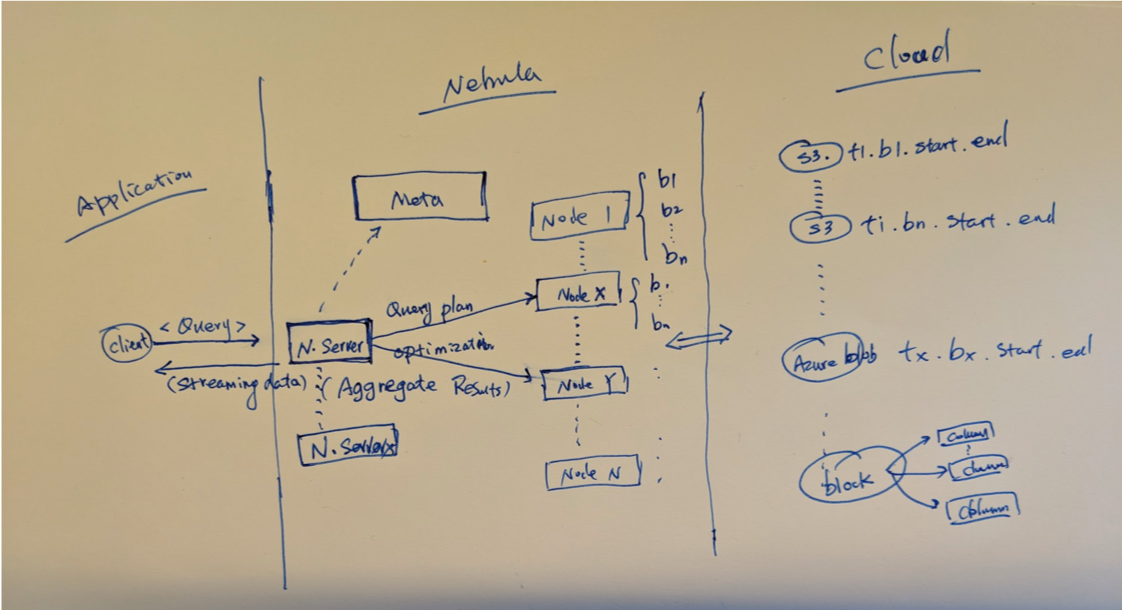 Application
Nebula
Cloud
Client
< Query >
(Streaming data)
Meta
N. Server
N. Serverx
Query plan
optimization
(Aggregate Results)
Node 1
b1
b2
bn
Node X
b.
bn
Node Y
Node N
S3. t1.b1.start.end
S3 ti.bn.start.end
Azure blob tx.bx.start.eal
block
column
column
column